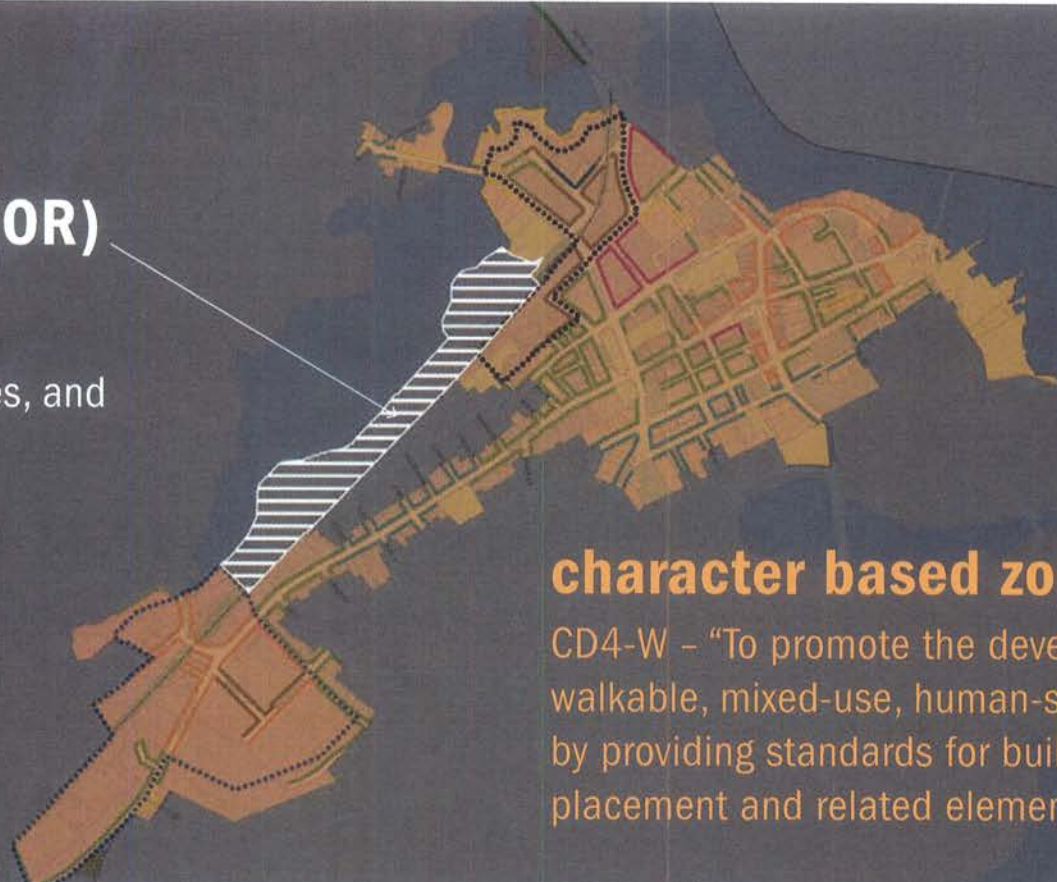 OR)
es, and
character based zo
CD4-W – “To promote the deve
walkable, mixed-use, human-s
by providing standards for buil
placement and related elemen